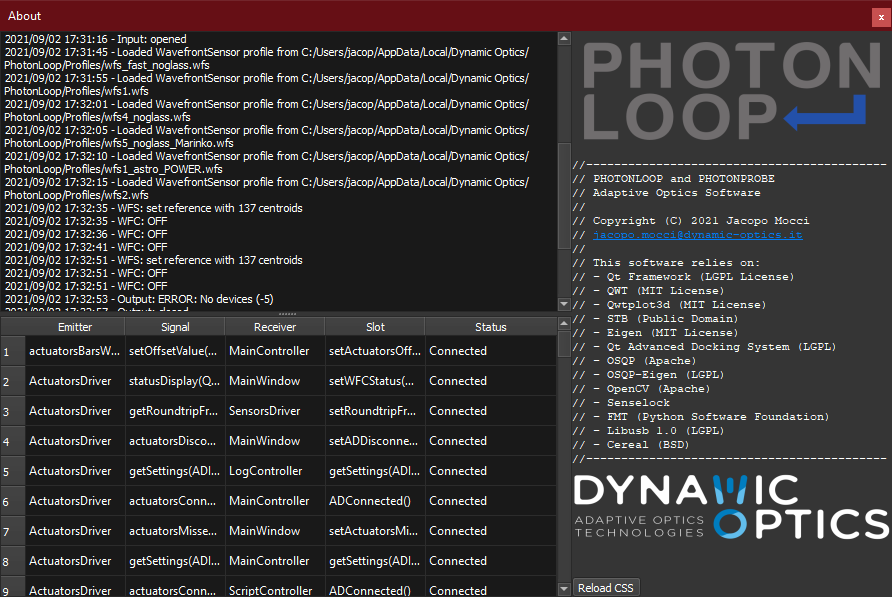 About
x
2021/09/02 17:31:16 - Input: opened
2021/09/02 17:31:45 - Loaded WavefrontSensor profile from C:/Users/jacop/AppData/Local/Dynamic Optics/
PhotonLoop/Profiles/wfs_fast_noglass.wfs
2021/09/02 17:31:55 - Loaded WavefrontSensor profile from C:/Users/jacop/AppData/Local/Dynamic Optics/
PhotonLoop/Profiles/wfs1.wfs
2021/09/02 17:32:01 - Loaded WavefrontSensor profile from C:/Users/jacop/AppData/Local/Dynamic Optics/
PhotonLoop/Profiles/wfs4_noglass.wfs
2021/09/02 17:32:05 - Loaded WavefrontSensor profile from C:/Users/jacop/AppData/Local/Dynamic Optics/
PhotonLoop/Profiles/wfs5_noglass_Marinko.wfs
2021/09/02 17:32:10 - Loaded WavefrontSensor profile from C:/Users/jacop/AppData/Local/Dynamic Optics/
PhotonLoop/Profiles/wfs1_astro_POWER.wfs
2021/09/02 17:32:15 - Loaded WavefrontSensor profile from C:/Users/jacop/AppData/Local/Dynamic Optics/
PhotonLoop/Profiles/wfs2.wfs
2021/09/02 17:32:35 - WFS: set reference with 137 centroids
2021/09/02 17:32:35 - WFC: OFF
2021/09/02 17:32:36 - WFC: OFF
2021/09/02 17:32:41 - WFC: OFF
2021/09/02 17:32:51 - WFS: set reference with 137 centroids
2021/09/02 17:32:51 - WFC: OFF
2021/09/02 17:32:51 - WFC: OFF
2021/09/02 17:32:53 - Output: ERROR: No devices (-5)
2021/09/02 17:32:57 - Output: closed
Emitter Signal Receiver Slot Status
1 actuatorsBarsW... setOffsetValue(... MainController setActuatorsOff... Connected
2 ActuatorsDriver statusDisplay(Q... MainWindow setWFCStatus(... Connected
3 ActuatorsDriver getRoundtripFr... SensorsDriver setRoundtripFr... Connected
4 ActuatorsDriver actuatorsDisco... MainWindow setADDisconne... Connected
5 ActuatorsDriver getSettings(ADI... LogController getSettings(ADI... Connected
6 ActuatorsDriver actuatorsConn... MainController ADConnected() Connected
7 ActuatorsDriver actuatorsMisse... MainWindow setActuatorsMi... Connected
8 ActuatorsDriver getSettings(ADI... MainController getSettings(ADI... Connected
9 ActuatorsDriver actuatorsConn... ScriptController ADConnected() Connected
PHOTON
LOOP
//--------------------------------------------
// PHOTONLOOP and PHOTONPROBE
// Adaptive Optics Software
//
// Copyright (C) 2021 Jacopo Mocci
// jacopo.mocci@dynamic-optics.it
//
// This software relies on:
// - Qt Framework (LGPL License)
// - QWT (MIT License)
// - Qwtplot3d (MIT License)
// - STB (Public Domain)
// - Eigen (MIT License)
// - Qt Advanced Docking System (LGPL)
// - OSQP (Apache)
// - OSQP-Eigen (LGPL)
// - OpenCV (Apache)
// - Senselock
// - FMT (Python Software Foundation)
// - Libusb 1.0 (LGPL)
// - Cereal (BSD)
//--------------------------------------------
DYNAMIC
ADAPTIVE OPTICS
TECHNOLOGIES
OPTICS
Reload CSS